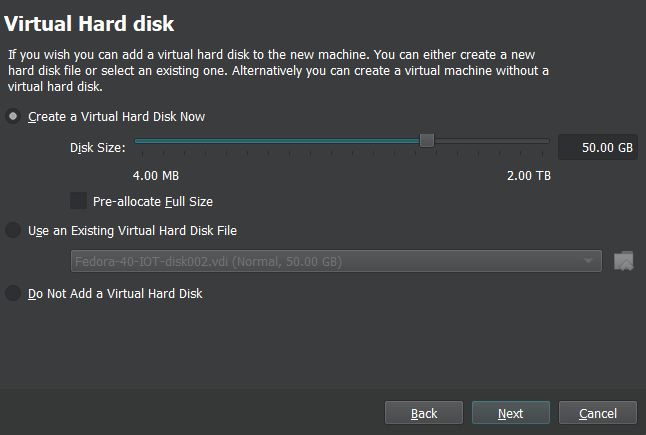 Virtual Hard disk
If you wish you can add a virtual hard disk to the new machine. You can either create a new
hard disk file or select an existing one. Alternatively you can create a virtual machine without a
virtual hard disk.
Create a Virtual Hard Disk Now
Disk Size:
50.00 GB
4.00 MB
2.00 TB
Pre-allocate Full Size
Use an Existing Virtual Hard Disk File
Fedora-40-IOT-disk002.vdi (Normal, 50.00 GB)
Do Not Add a Virtual Hard Disk
Back
Next
Cancel